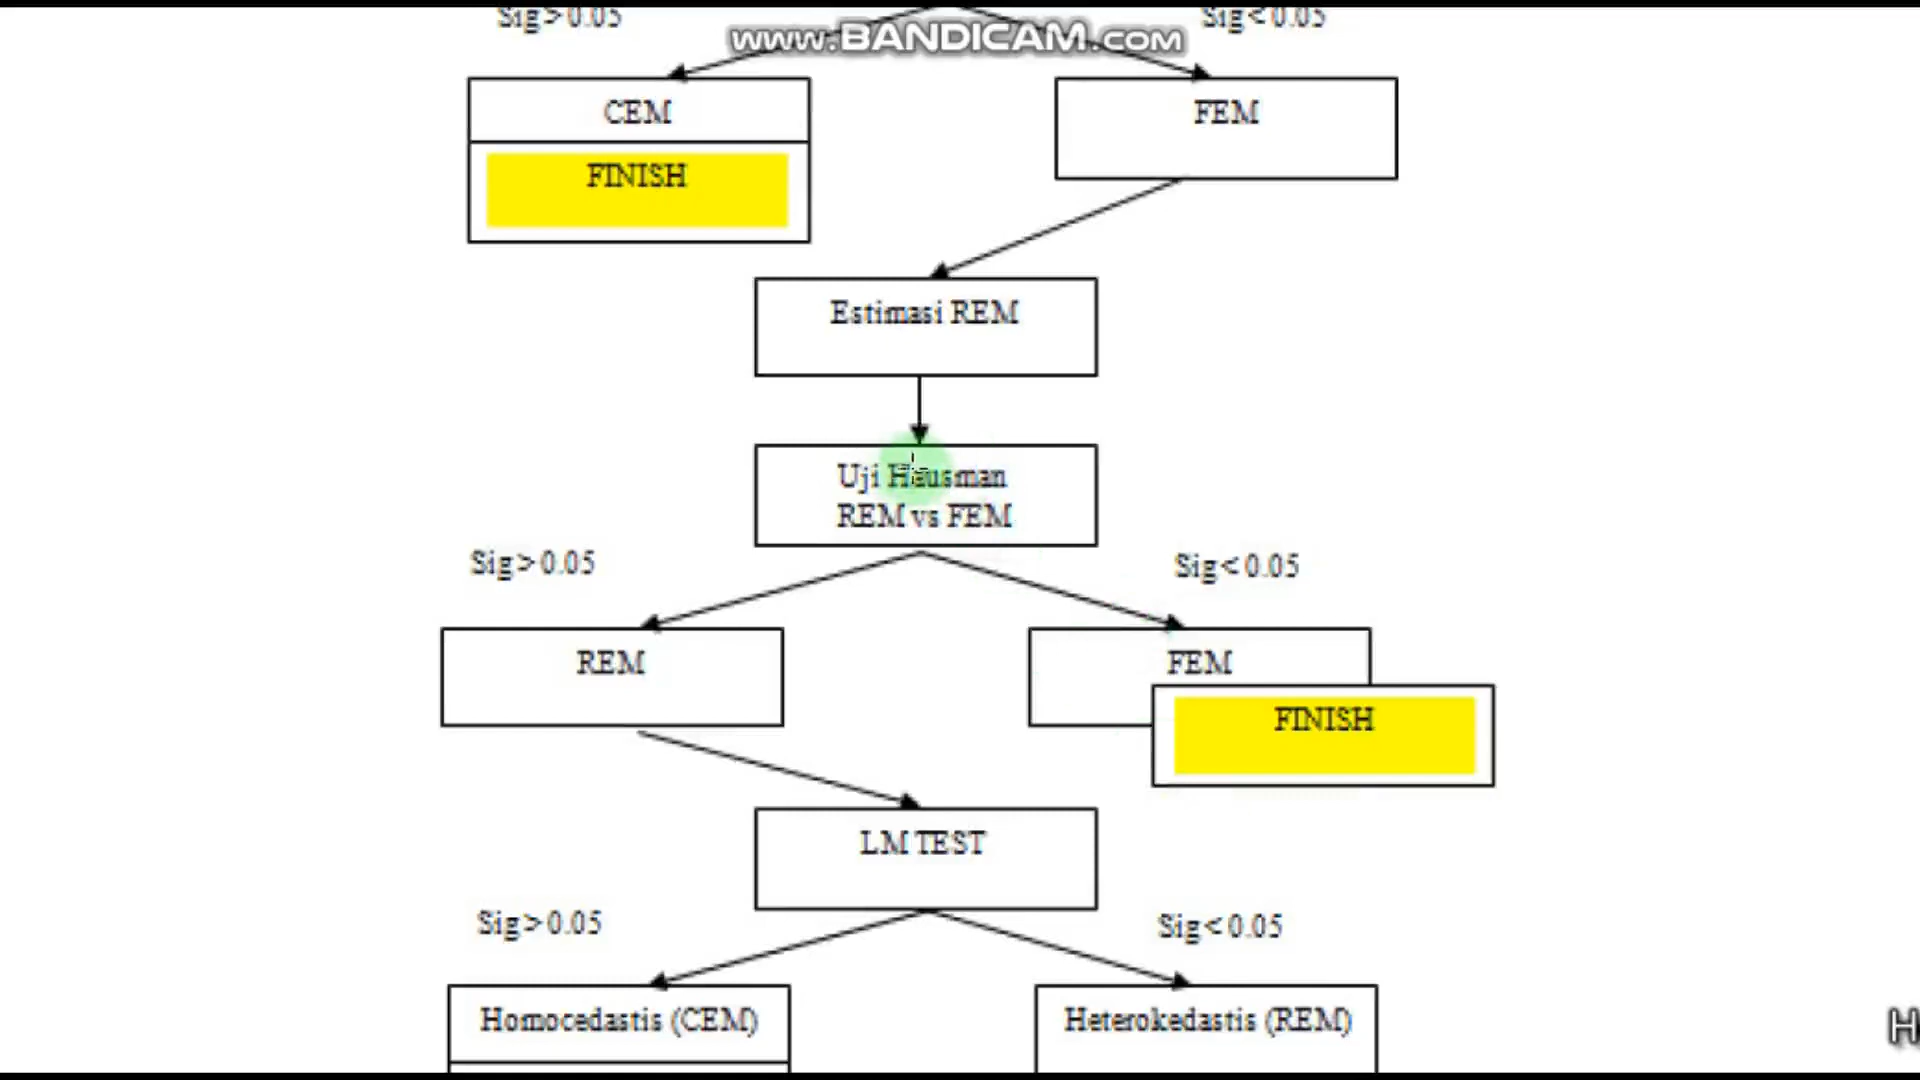 Sig > 0.05
Sig < 0.05
www.BANDICAM.com
CEM
FEM
FINISH
Estimasi REM
Uji Hausman
REM vs FEM
Sig > 0.05
Sig < 0.05
REM
FEM
FINISH
LM TEST
Sig > 0.05
Sig < 0.05
Homocedastis (CEM)
Heterokedastis (REM)
H